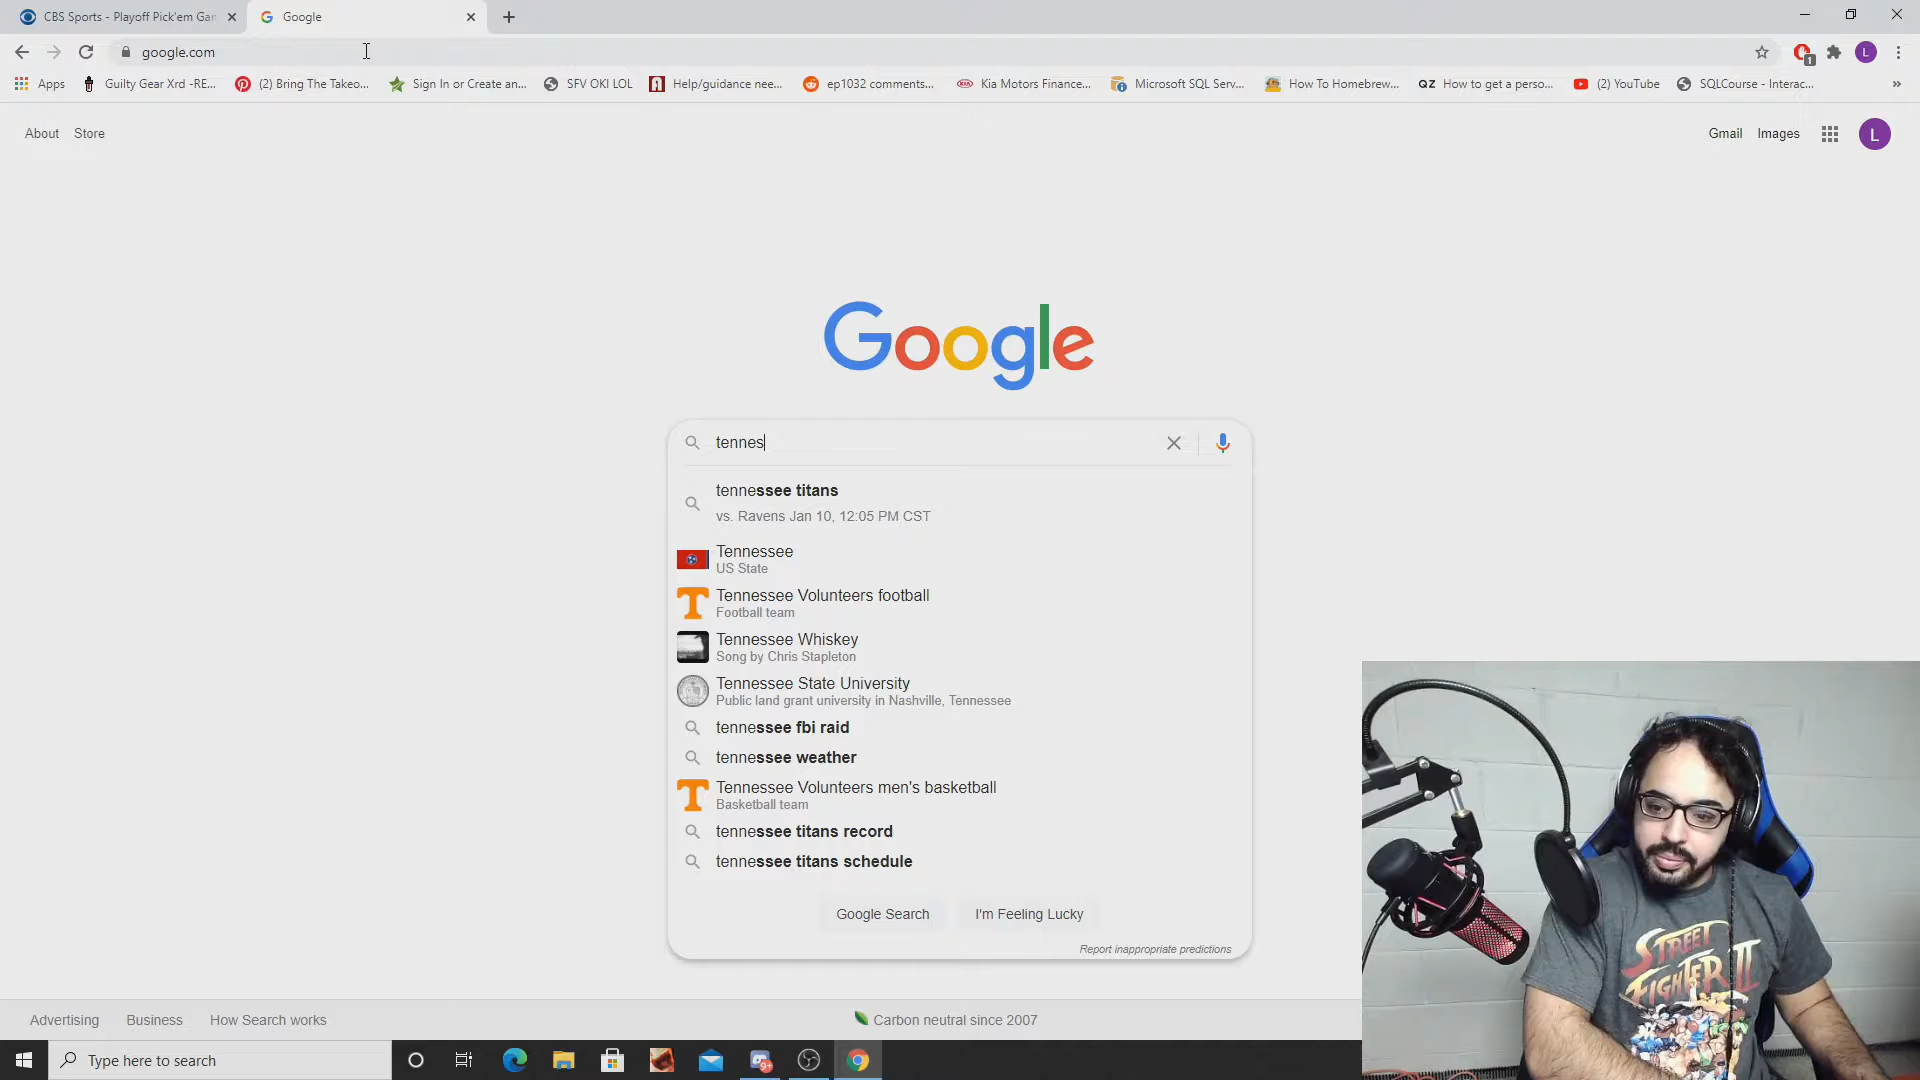 CBS Sports - Playoff Pick'em Gam
Google
google.com
Apps
Guilty Gear Xrd -RE...
(2) Bring The Takeo...
Sign In or Create an...
SFV OKI LOL
Help/guidance nee...
ep1032 comments...
Kia Motors Finance...
Microsoft SQL Serv...
How To Homebrew...
QZ How to get a perso...
(2) YouTube
SQLCourse - Interac...
»
1
L
About
Store
Gmail
Images
L
Google
tennes
tennessee titans
vs. Ravens Jan 10, 12:05 PM CST
Tennessee
US State
Tennessee Volunteers football
Football team
Tennessee Whiskey
Song by Chris Stapleton
Tennessee State University
Public land grant university in Nashville, Tennessee
tennessee fbi raid
tennessee weather
Tennessee Volunteers men's basketball
Basketball team
tennessee titans record
tennessee titans schedule
Google Search
I'm Feeling Lucky
Report inappropriate predictions
STREET
FIGHTER II
Advertising
Business
How Search works
Carbon neutral since 2007
Type here to search
9+